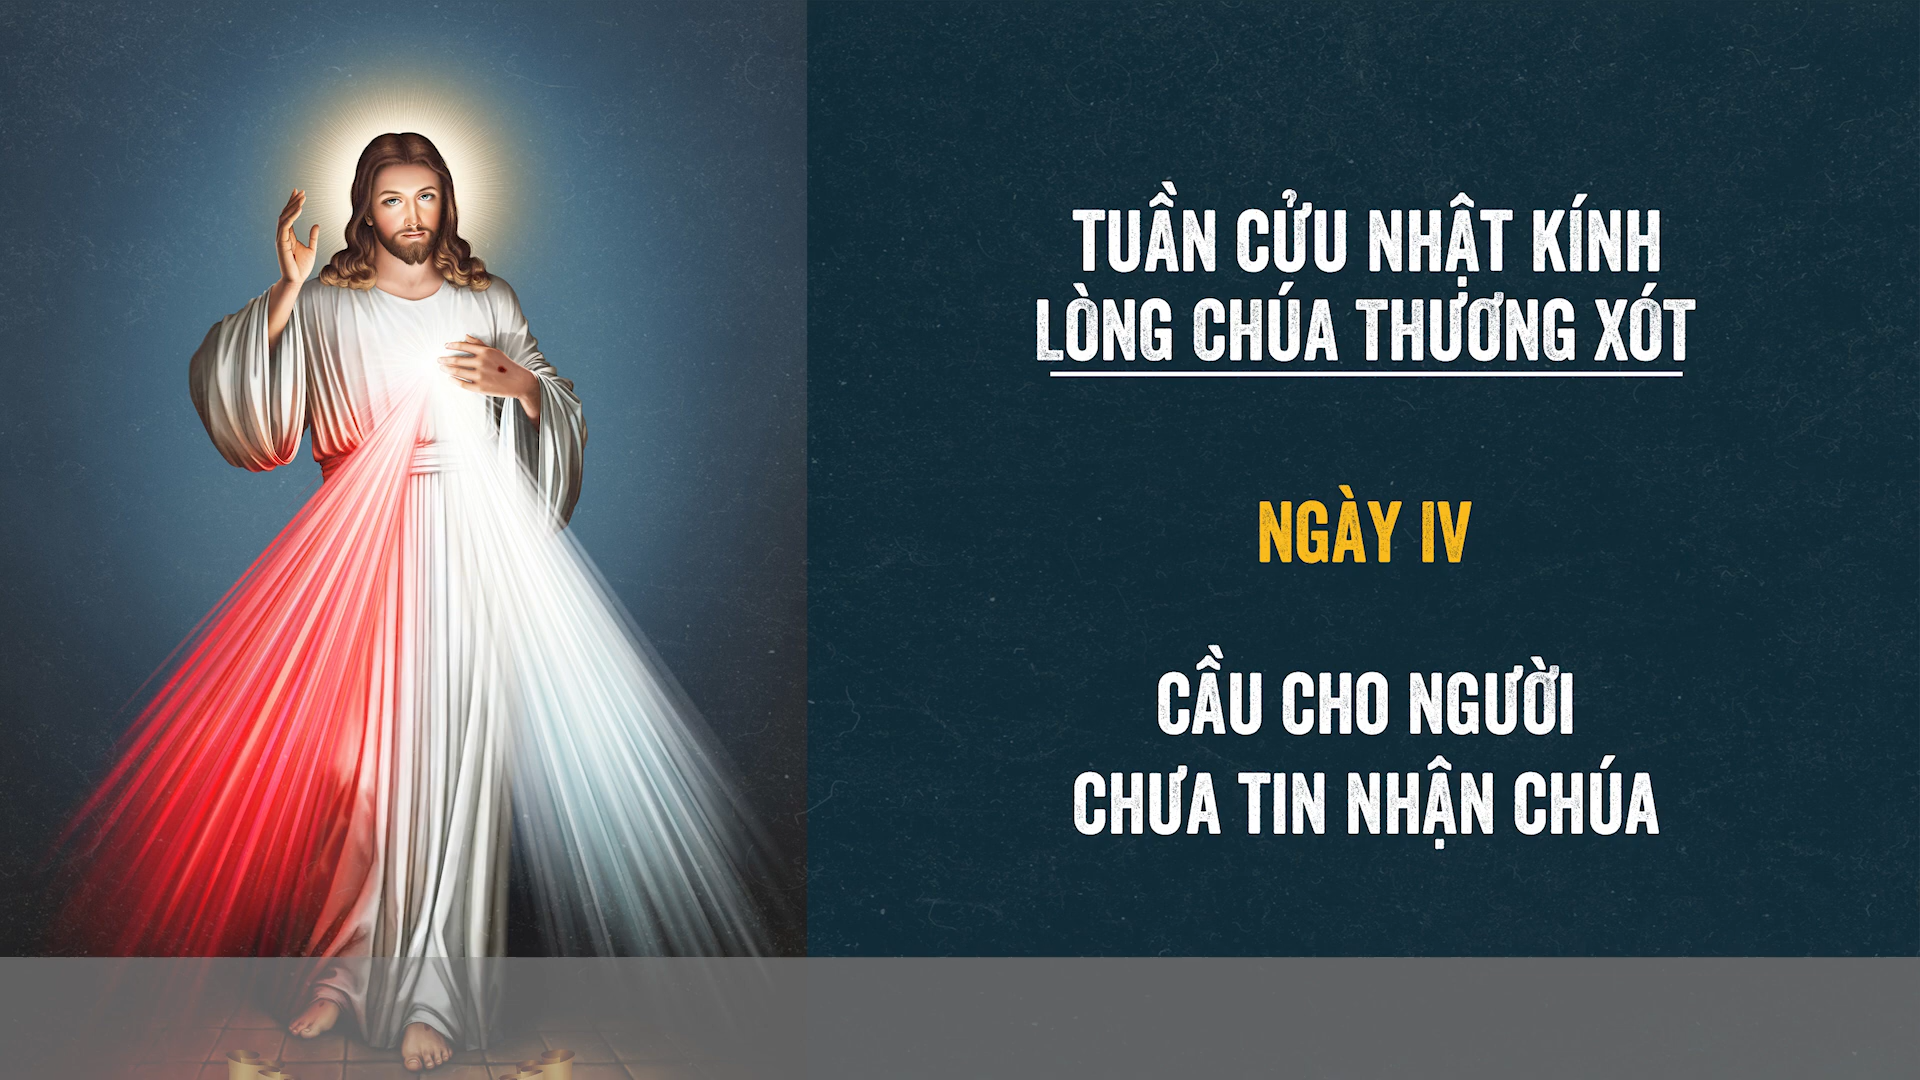 TUẦN CỬU NHẬT KÍNH
LÒNG CHÚA THƯƠNG XÓT
NGÀY IV
CẦU CHO NGƯỜI
CHƯA TIN NHẬN CHÚA